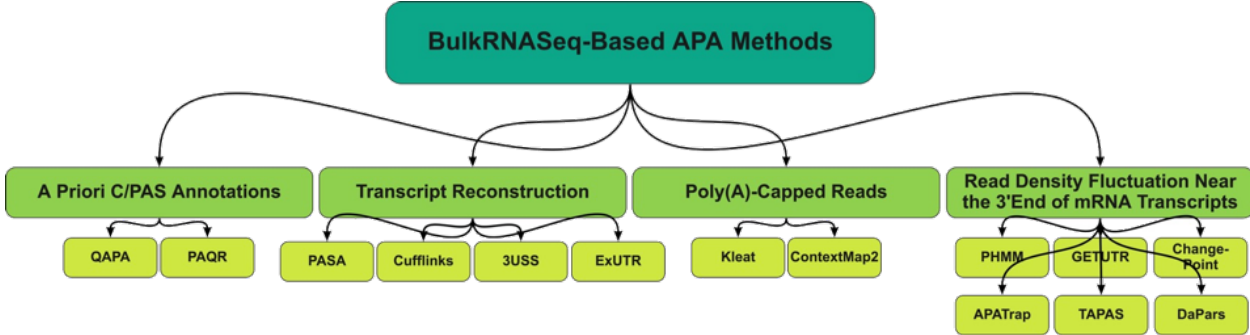 BulkRNASeq-Based APA Methods
A Priori C/PAS Annotations
Transcript Reconstruction
Poly(A)-Capped Reads
Read Density Fluctuation Near
the 3'End of mRNA Transcripts
QAPA
PAQR
PASA
Cufflinks
3USS
ExUTR
Kleat
ContextMap2
PHMM
GETUTR
Change-
Point
APATrap
TAPAS
DaPars